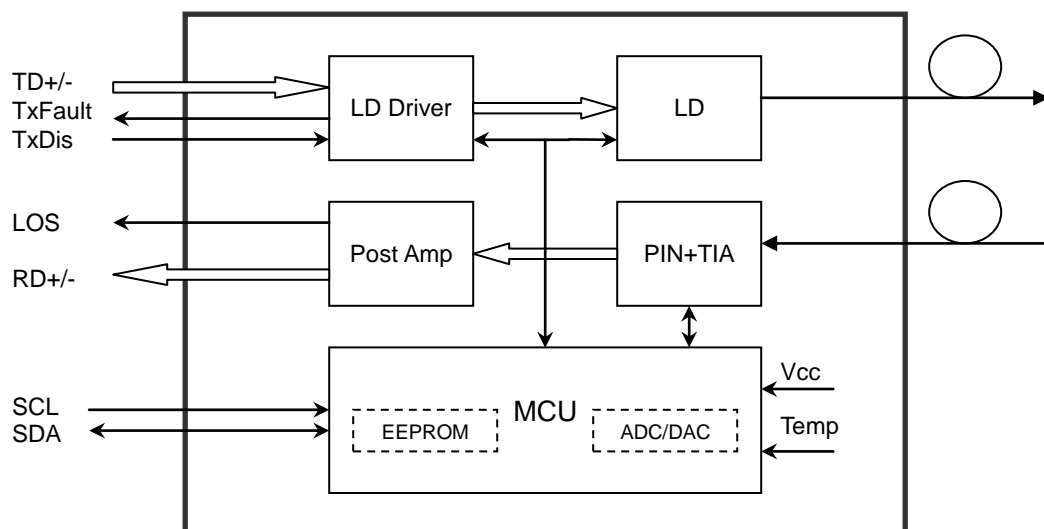 TD+/-
TxFault
TxDis
LD Driver
LD
LOS
RD+/-
Post Amp
PIN+TIA
SCL
SDA
MCU
EEPROM
ADC/DAC
Vcc
Temp